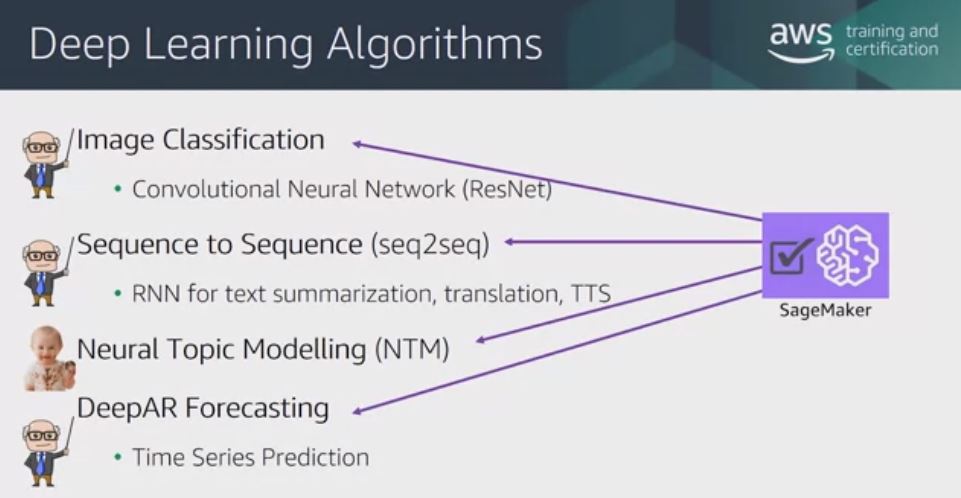 Deep Learning Algorithms
aws training and certification
Image Classification
• Convolutional Neural Network (ResNet)
Sequence to Sequence (seq2seq)
• RNN for text summarization, translation, TTS
Neural Topic Modelling (NTM)
DeepAR Forecasting
• Time Series Prediction
SageMaker